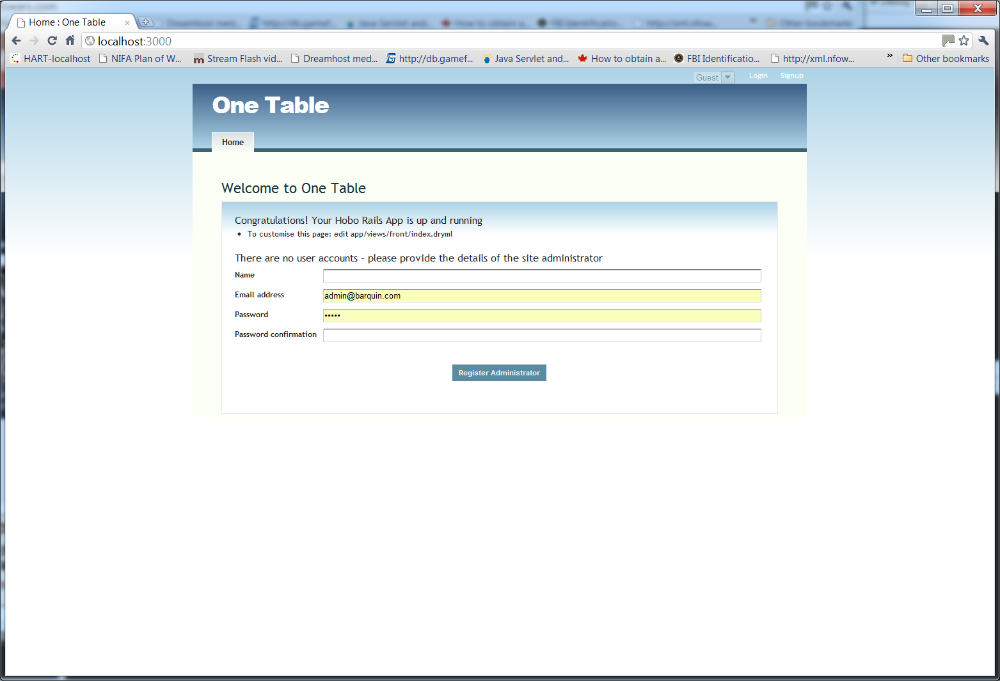 Home : One Table
localhost:3000
HART-localhost NIFA Plan of W... Stream Flash vid... Dreamhost med... http://db.gamef... Java Servlet and... How to obtain a... FBI Identificatio... http://xml.nfow... » Other bookmarks
Guest Login Signup
One Table
Home
Welcome to One Table
Congratulations! Your Hobo Rails App is up and running
• To customise this page: edit app/views/front/index.dryml
There are no user accounts - please provide the details of the site administrator
Name
Email address admin@barquin.com
Password •••••
Password confirmation
Register Administrator